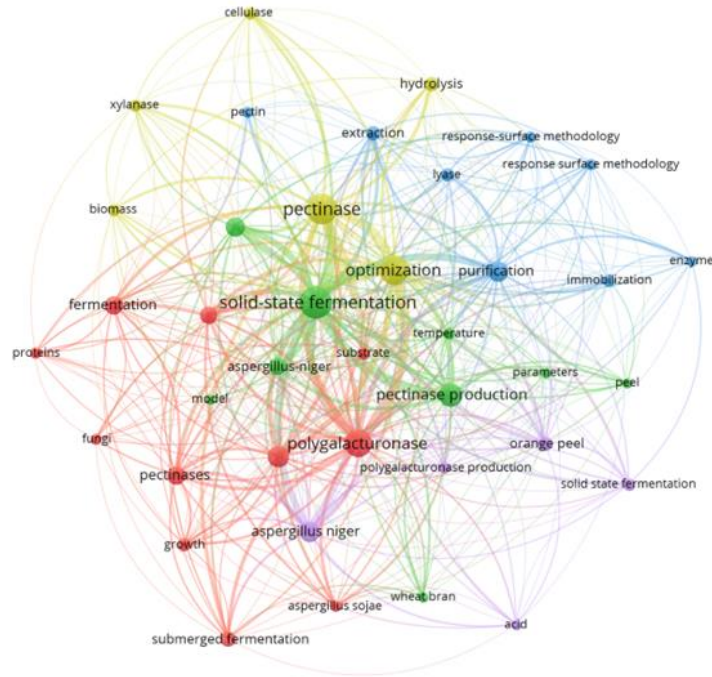 cellulase
hydrolysis
xylanase
pectin
extraction
response-surface methodology
response surface methodology
lyase
biomass
pectinase
optimization
purification
enzyme
immobilization
fermentation
solid-state fermentation
temperature
proteins
substrate
aspergillus-niger
parameters
peel
model
pectinase production
fungi
polygalacturonase
orange peel
polygalacturonase production
pectinases
solid state fermentation
aspergillus niger
growth
wheat bran
aspergillus sojae
acid
submerged fermentation